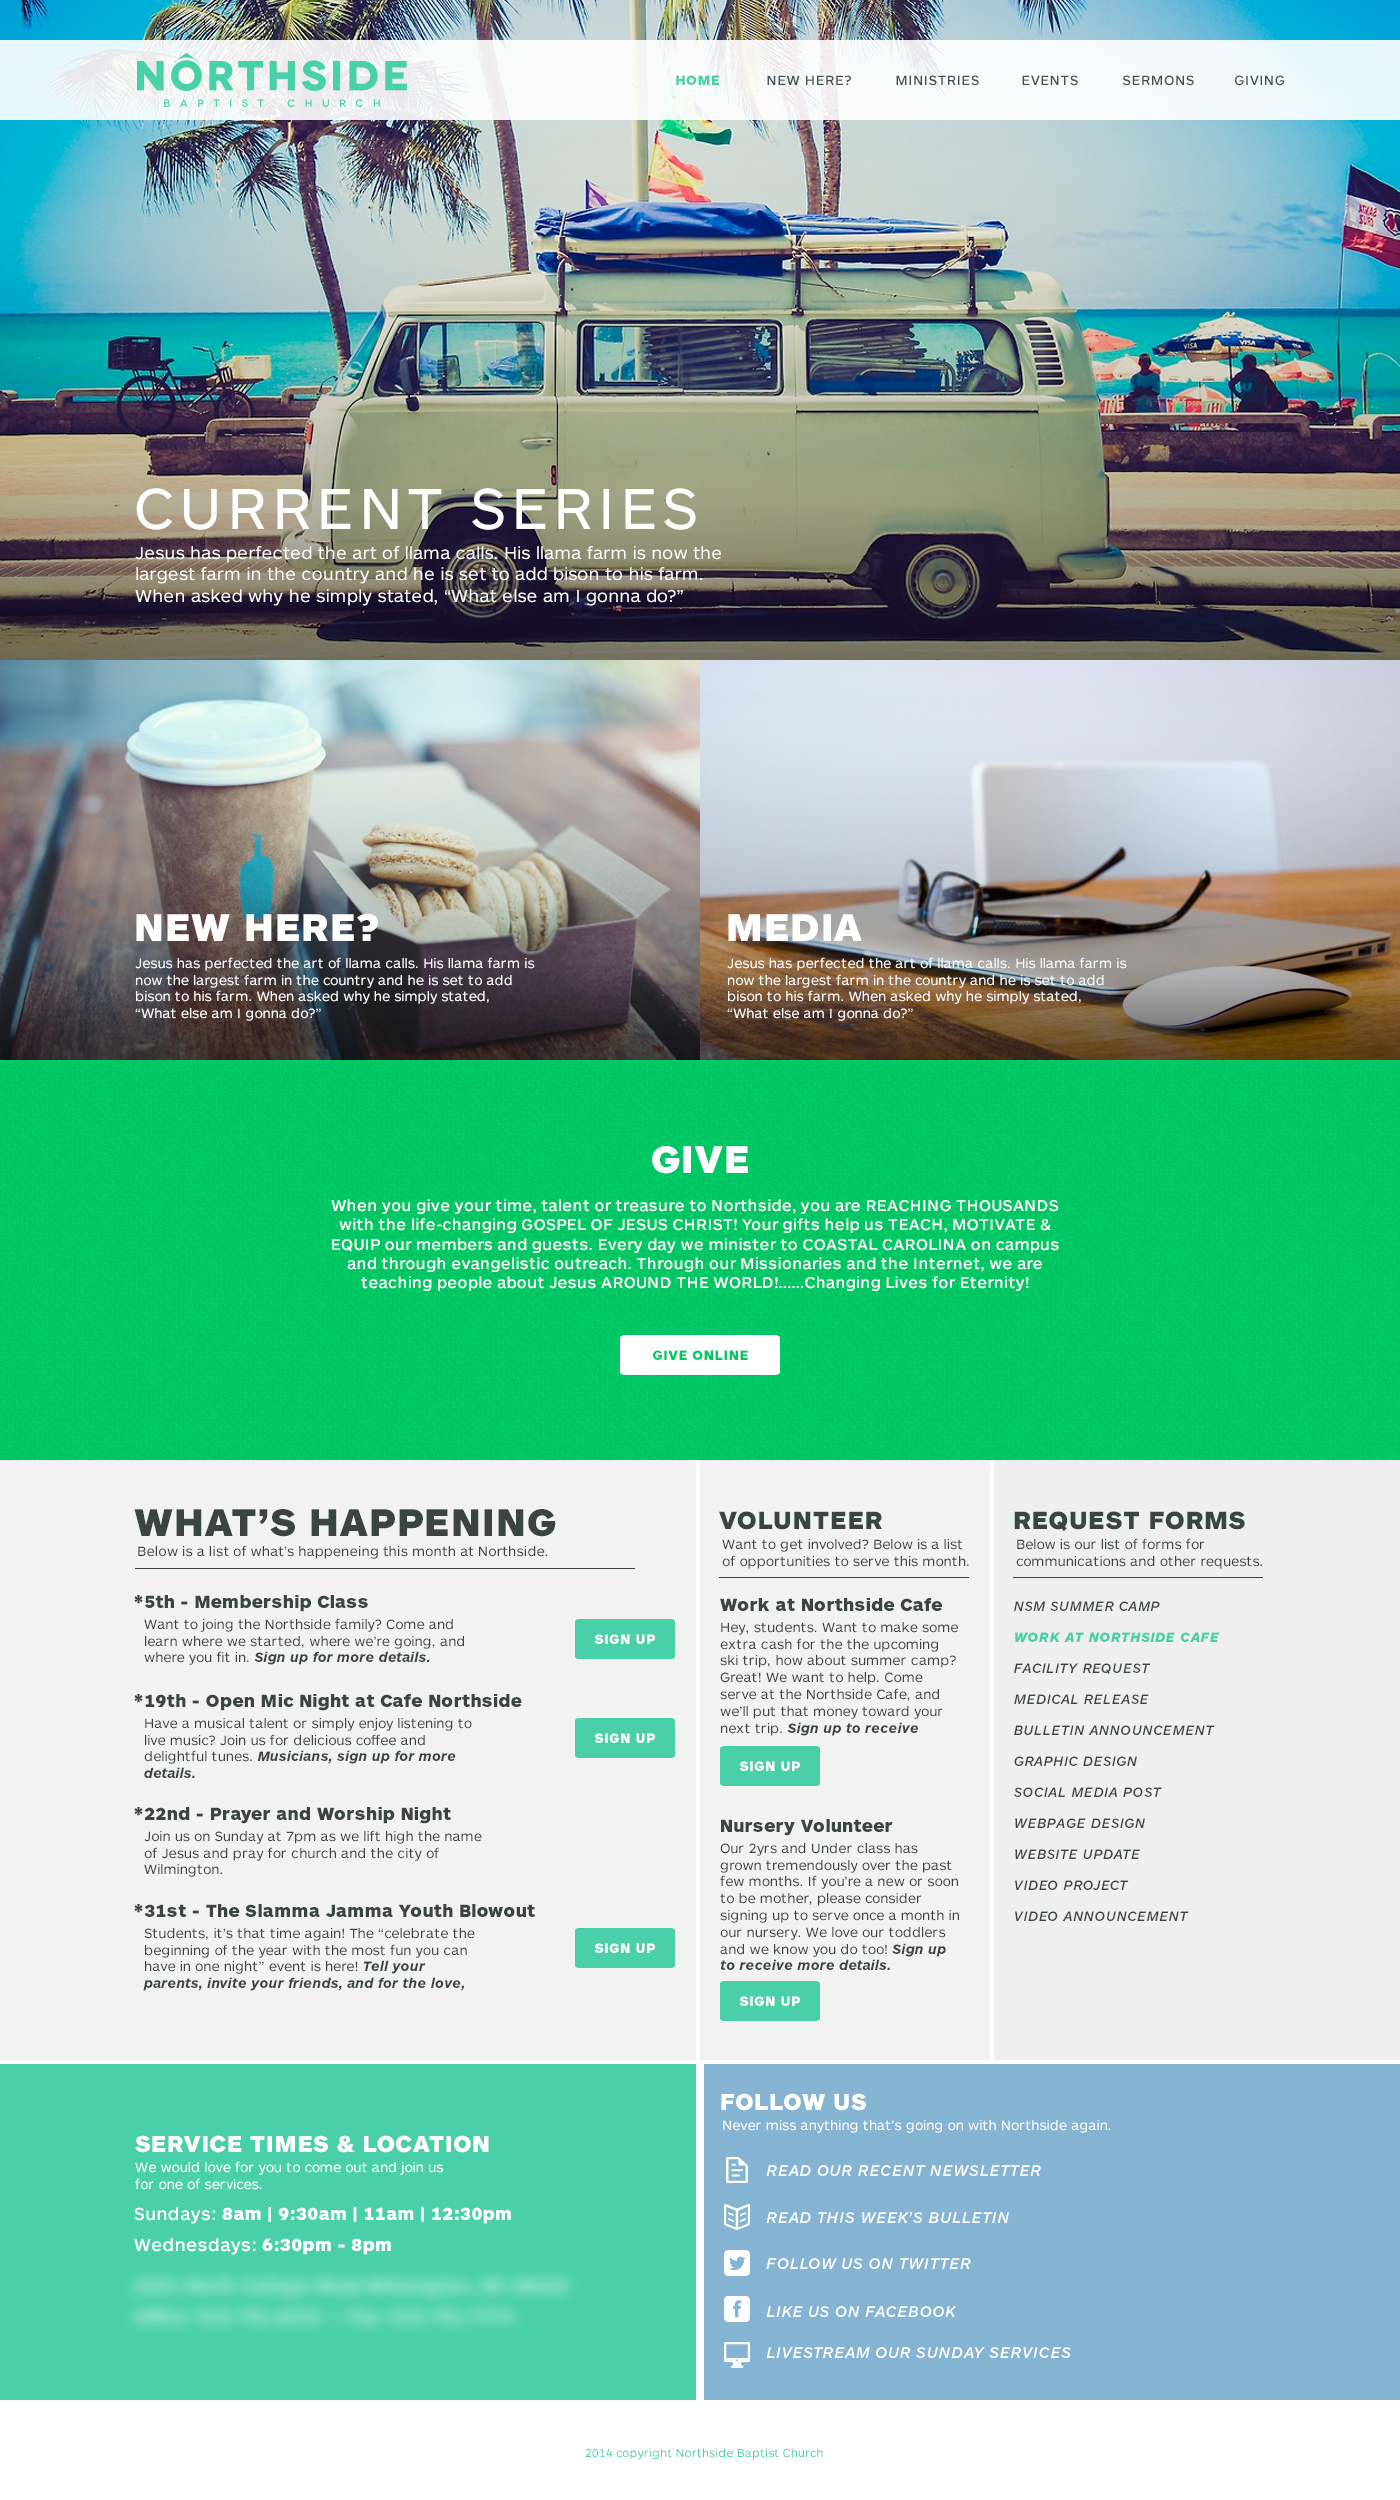 NÔRTHSIDE
BAPTIST CHURCH
HOME NEW HERE? MINISTRIES EVENTS SERMONS GIVING
VISA VISA
CURRENT SERIES
Jesus has perfected the art of llama calls. His llama farm is now the
largest farm in the country and he is set to add bison to his farm.
When asked why he simply stated, “What else am I gonna do?”
NEW HERE?
Jesus has perfected the art of llama calls. His llama farm is
now the largest farm in the country and he is set to add
bison to his farm. When asked why he simply stated,
“What else am I gonna do?”
MEDIA
Jesus has perfected the art of llama calls. His llama farm is
now the largest farm in the country and he is set to add
bison to his farm. When asked why he simply stated,
“What else am I gonna do?”
GIVE
When you give your time, talent or treasure to Northside, you are REACHING THOUSANDS
with the life-changing GOSPEL OF JESUS CHRIST! Your gifts help us TEACH, MOTIVATE &
EQUIP our members and guests. Every day we minister to COASTAL CAROLINA on campus
and through evangelistic outreach. Through our Missionaries and the Internet, we are
teaching people about Jesus AROUND THE WORLD!......Changing Lives for Eternity!
GIVE ONLINE
WHAT’S HAPPENING
Below is a list of what’s happeneing this month at Northside.
*5th - Membership Class
Want to joing the Northside family? Come and
learn where we started, where we’re going, and
where you fit in. Sign up for more details.
SIGN UP
*19th - Open Mic Night at Cafe Northside
Have a musical talent or simply enjoy listening to
live music? Join us for delicious coffee and
delightful tunes. Musicians, sign up for more
details.
SIGN UP
*22nd - Prayer and Worship Night
Join us on Sunday at 7pm as we lift high the name
of Jesus and pray for church and the city of
Wilmington.
*31st - The Slamma Jamma Youth Blowout
Students, it’s that time again! The “celebrate the
beginning of the year with the most fun you can
have in one night” event is here! Tell your
parents, invite your friends, and for the love,
SIGN UP
VOLUNTEER
Want to get involved? Below is a list
of opportunities to serve this month.
Work at Northside Cafe
Hey, students. Want to make some
extra cash for the the upcoming
ski trip, how about summer camp?
Great! We want to help. Come
serve at the Northside Cafe, and
we’ll put that money toward your
next trip. Sign up to receive
SIGN UP
Nursery Volunteer
Our 2yrs and Under class has
grown tremendously over the past
few months. If you’re a new or soon
to be mother, please consider
signing up to serve once a month in
our nursery. We love our toddlers
and we know you do too! Sign up
to receive more details.
SIGN UP
REQUEST FORMS
Below is our list of forms for
communications and other requests.
NSM SUMMER CAMP
WORK AT NORTHSIDE CAFE
FACILITY REQUEST
MEDICAL RELEASE
BULLETIN ANNOUNCEMENT
GRAPHIC DESIGN
SOCIAL MEDIA POST
WEBPAGE DESIGN
WEBSITE UPDATE
VIDEO PROJECT
VIDEO ANNOUNCEMENT
SERVICE TIMES & LOCATION
We would love for you to come out and join us
for one of services.
Sundays: 8am | 9:30am | 11am | 12:30pm
Wednesdays: 6:30pm - 8pm
FOLLOW US
Never miss anything that’s going on with Northside again.
READ OUR RECENT NEWSLETTER
READ THIS WEEK’S BULLETIN
FOLLOW US ON TWITTER
LIKE US ON FACEBOOK
LIVESTREAM OUR SUNDAY SERVICES
2014 copyright Northside Baptist Church